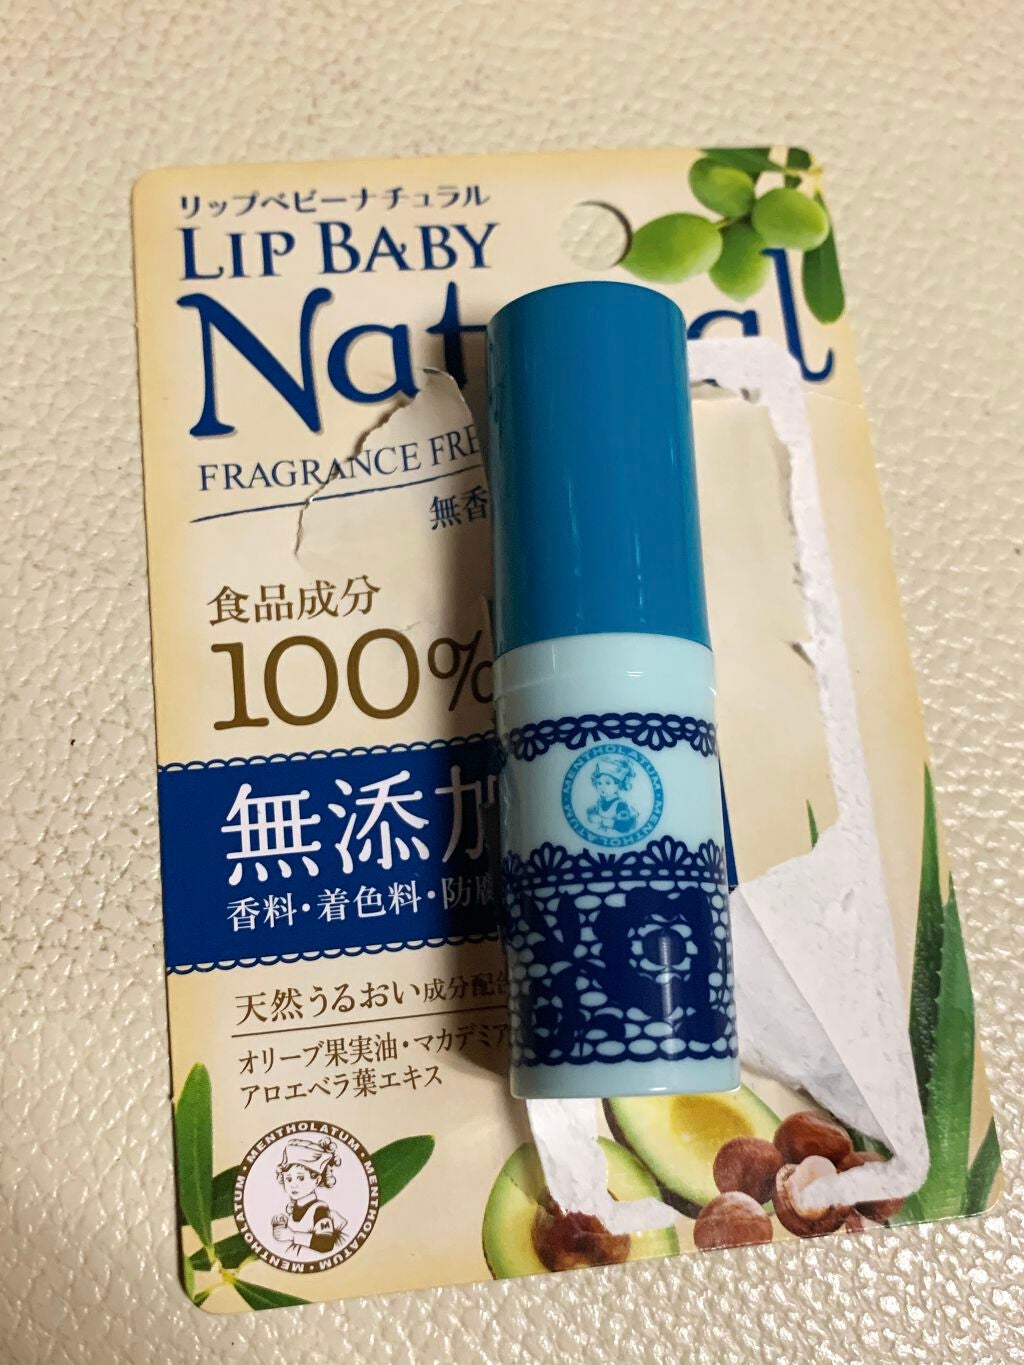 リップベビーナチュラル
LIP BABY
Nat al
FRAGRANCE FRE
無香
食品成分
100%
無添加
香料・着色料・防腐
天然うるおい成分配合
オリーブ果実油・マカデミア
アロエベラ葉エキス
MENTHOLATUM・MENTHOLATUM
M
MENTHOLATUM・MENTHOLATUM